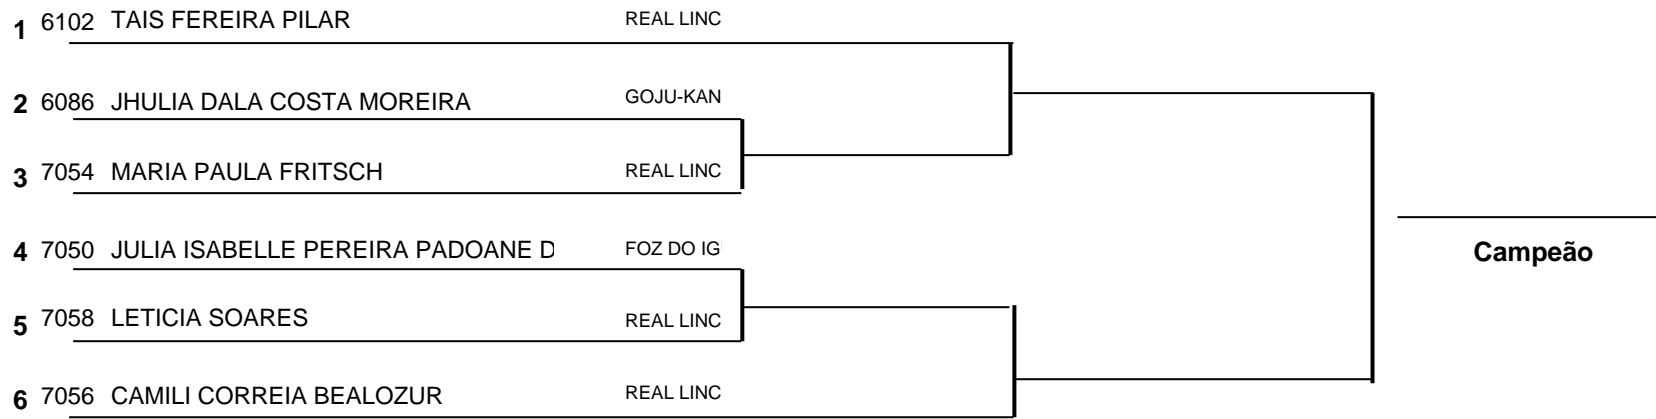 1 6102 TAIS FEREIRA PILAR REAL LINC
2 6086 JHULIA DALA COSTA MOREIRA GOJU-KAN
3 7054 MARIA PAULA FRITSCH REAL LINC
4 7050 JULIA ISABELLE PEREIRA PADOANE D FOZ DO IG
Campeão
5 7058 LETICIA SOARES REAL LINC
6 7056 CAMILI CORREIA BEALOZUR REAL LINC